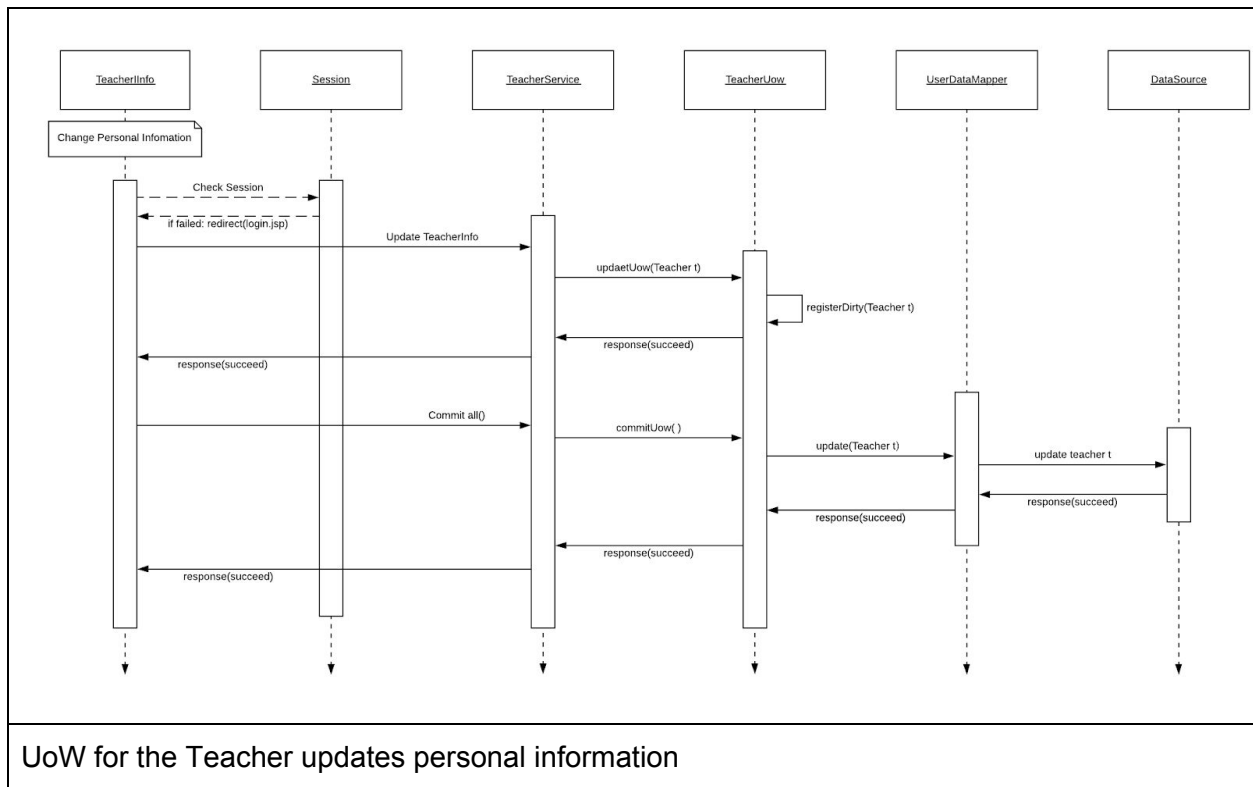 TeacherIInfo
Session
TeacherService
TeacherUow
UserDataMapper
DataSource
Change Personal Infomation
Check Session
if failed: redirect(login.jsp)
Update TeacherInfo
updaetUow(Teacher t)
registerDirty(Teacher t)
response(succeed)
response(succeed)
Commit all()
commitUow( )
update(Teacher t)
update teacher t
response(succeed)
response(succeed)
response(succeed)
response(succeed)
UoW for the Teacher updates personal information